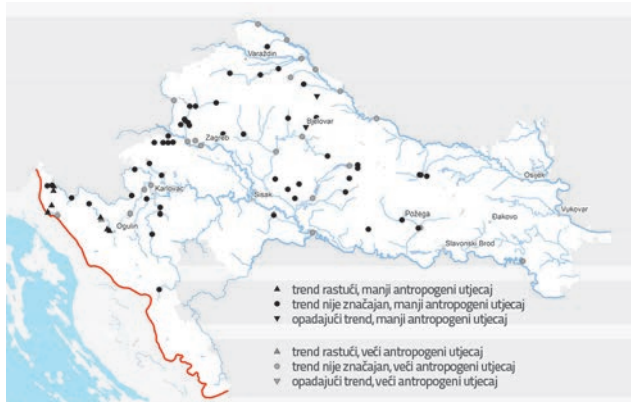 Varaždin
Bjelovar
Zagreb
Karlovac
Sisak
Osijek
Vukovar
Đakovo
Požega
Ogulin
Slavonski Brod
trend rastući, manji antropogeni utjecaj
trend nije značajan, manji antropogeni utjecaj
opadajući trend, manji antropogeni utjecaj
trend rastući, veći antropogeni utjecaj
trend nije značajan, veći antropogeni utjecaj
opadajući trend, veći antropogeni utjecaj